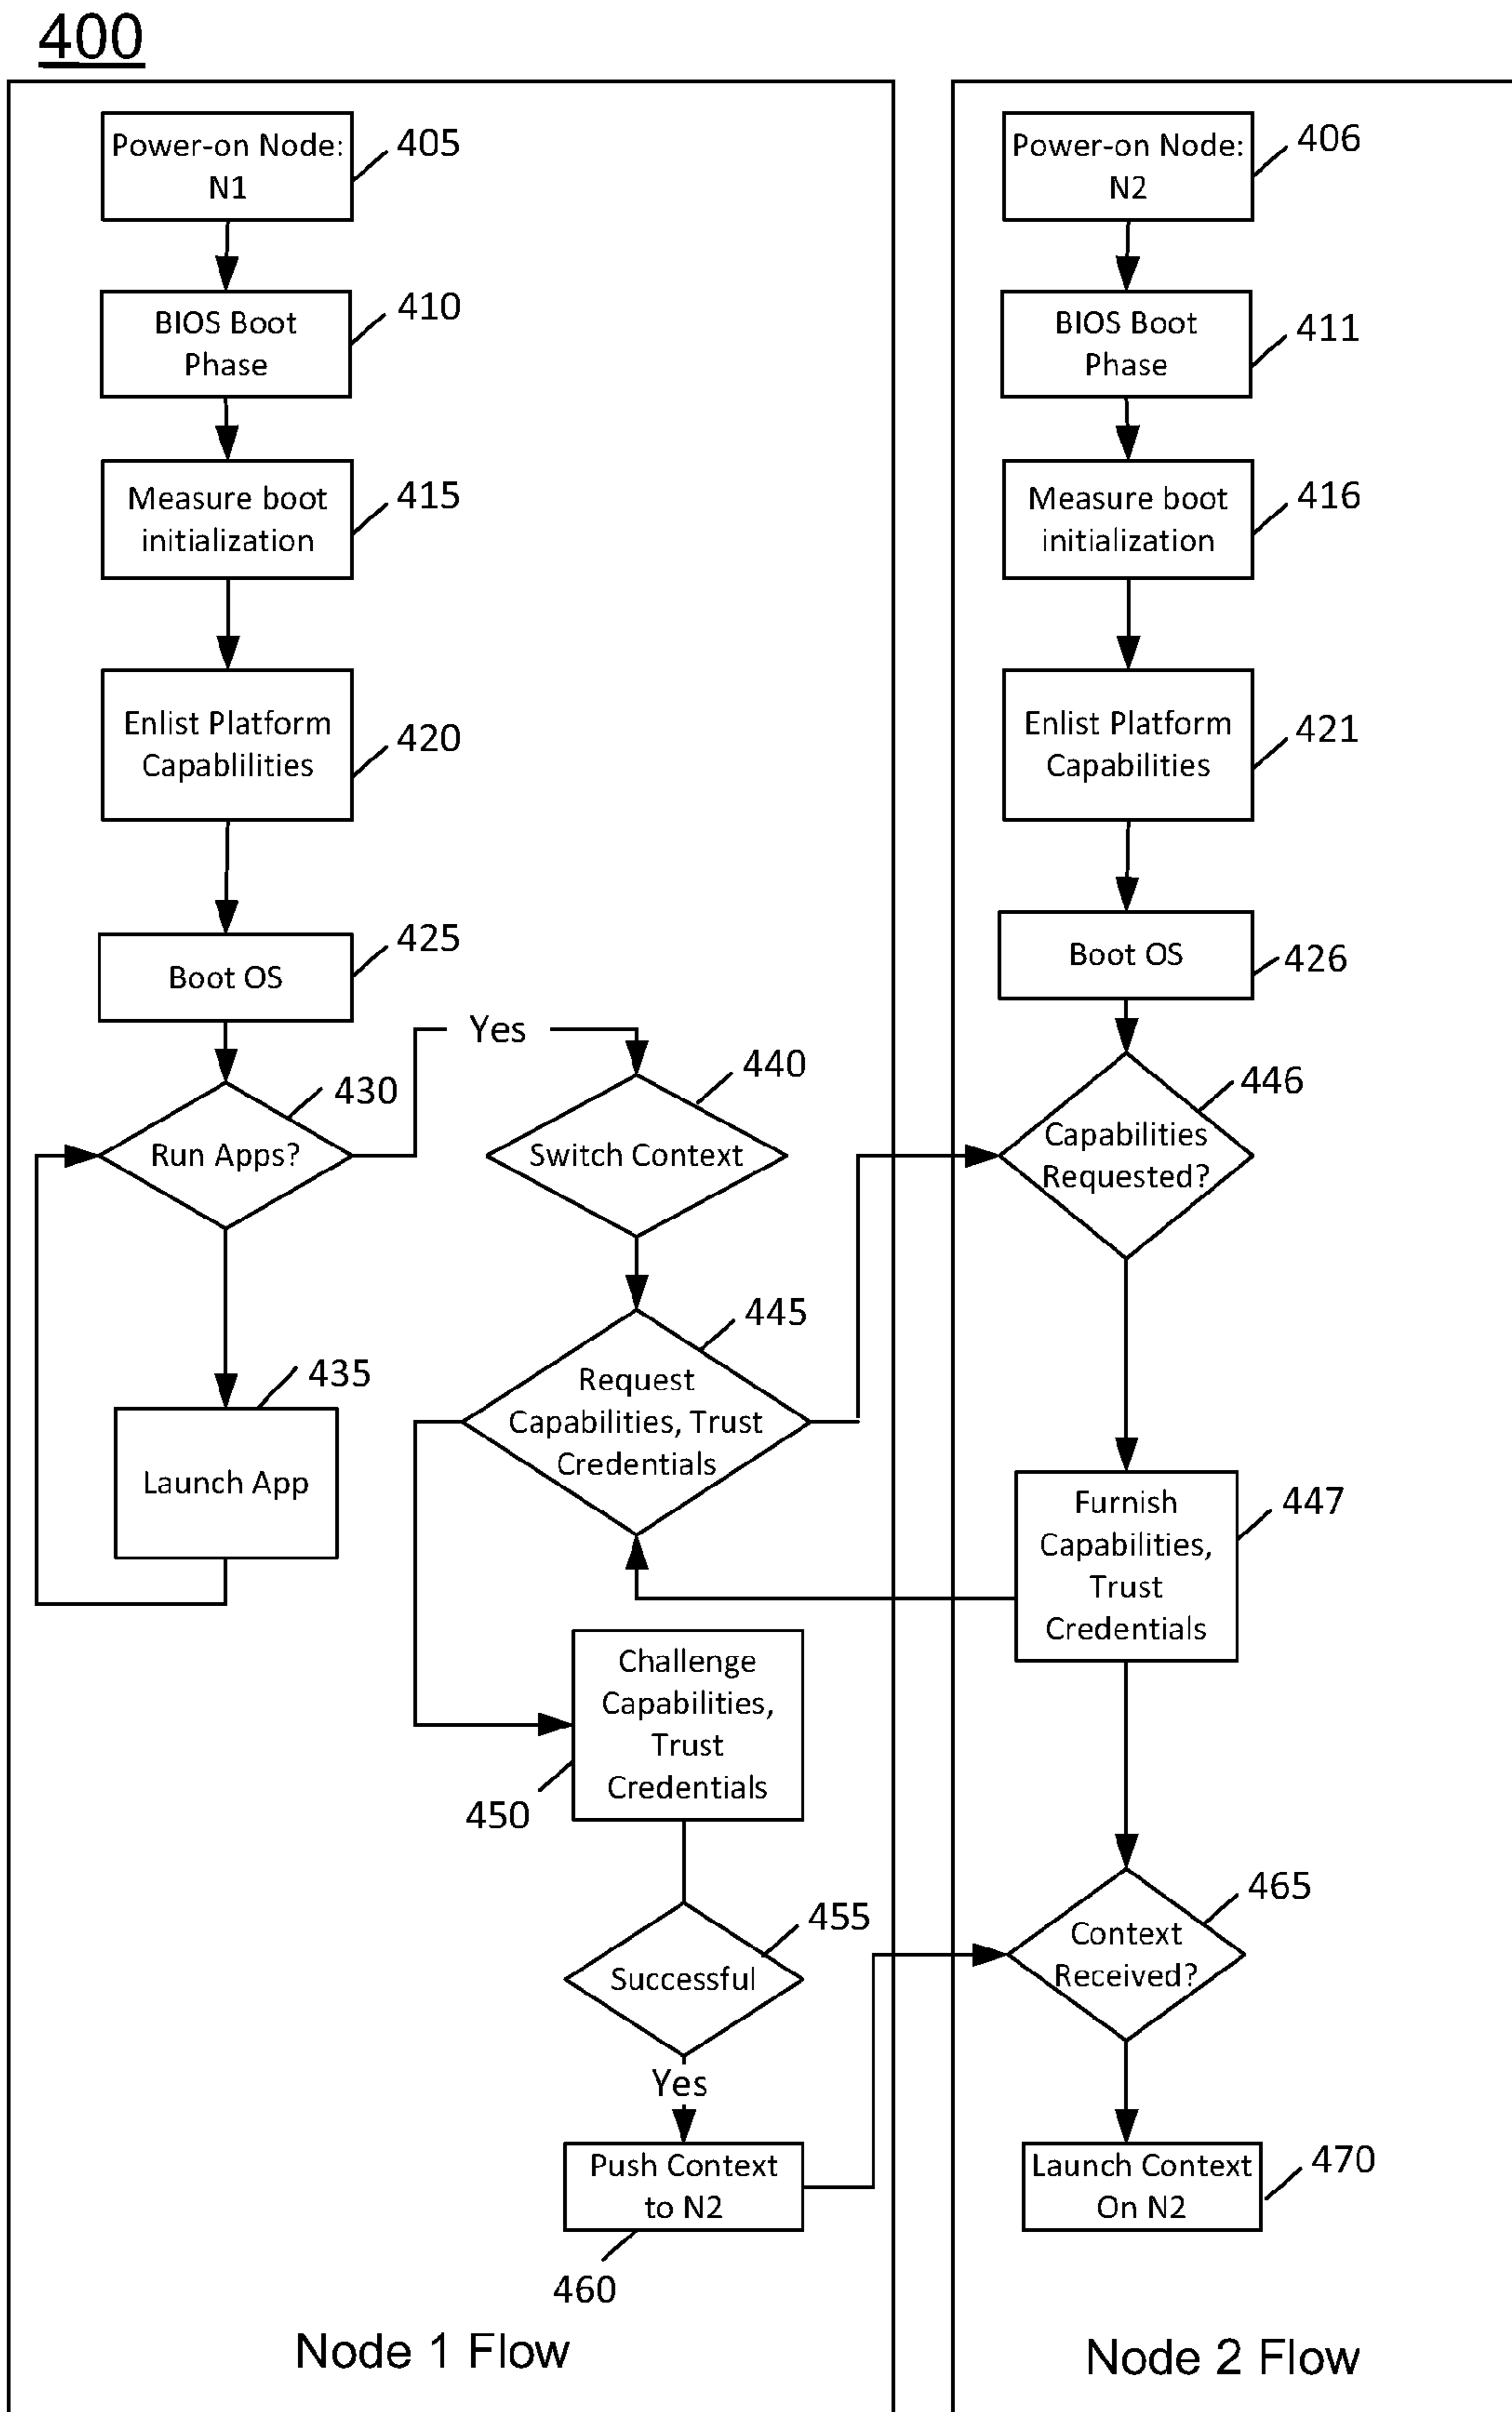 400
Power-on Node:
N1
405
BIOS Boot
Phase
410
Measure boot
initialization
415
Enlist Platform
Capablilities
420
Boot OS
425
Yes
Run Apps?
430
Launch App
435
Switch Context
440
Request
Capabilities, Trust
Credentials
445
Challenge
Capabilities,
Trust
Credentials
450
Successful
455
Yes
Push Context
to N2
460
Node 1 Flow
Power-on Node:
N2
406
BIOS Boot
Phase
411
Measure boot
initialization
416
Enlist Platform
Capabilities
421
Boot OS
426
Capabilities
Requested?
446
Furnish
Capabilities,
Trust
Credentials
447
Context
Received?
465
Launch Context
On N2
470
Node 2 Flow